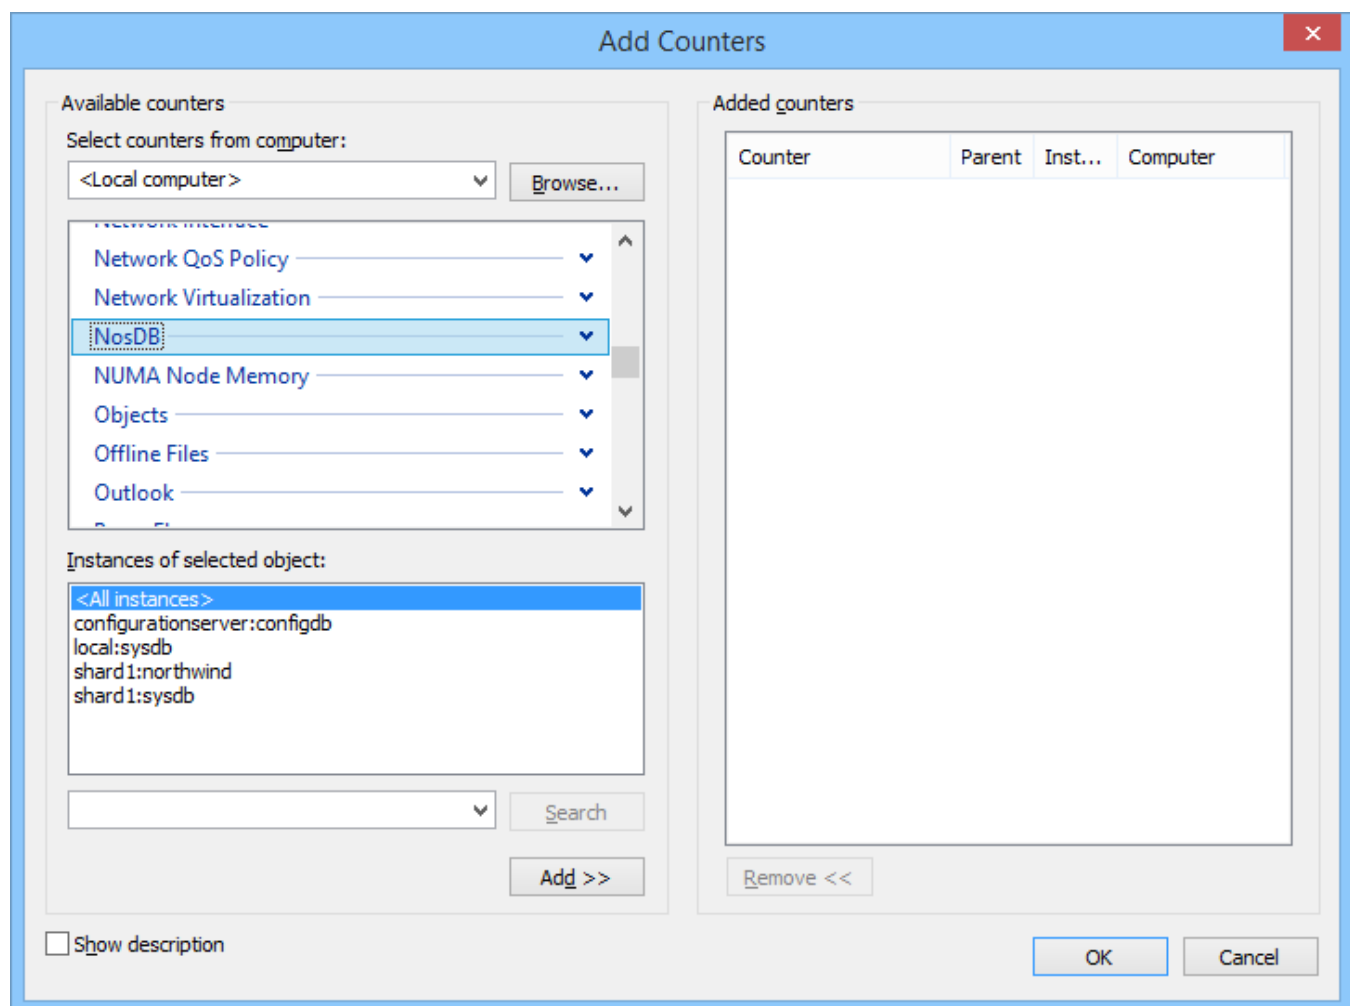 Add Counters
Available counters
Select counters from computer:
<Local computer>
Browse...
Network Interface
Network QoS Policy
Network Virtualization
NosDB
NUMA Node Memory
Objects
Offline Files
Outlook
Instances of selected object:
<All instances>
configurationserver:configdb
local:sysdb
shard1:northwind
shard1:sysdb
Search
Add >>
Show description
Added counters
Counter Parent Inst... Computer
Remove <<
OK Cancel